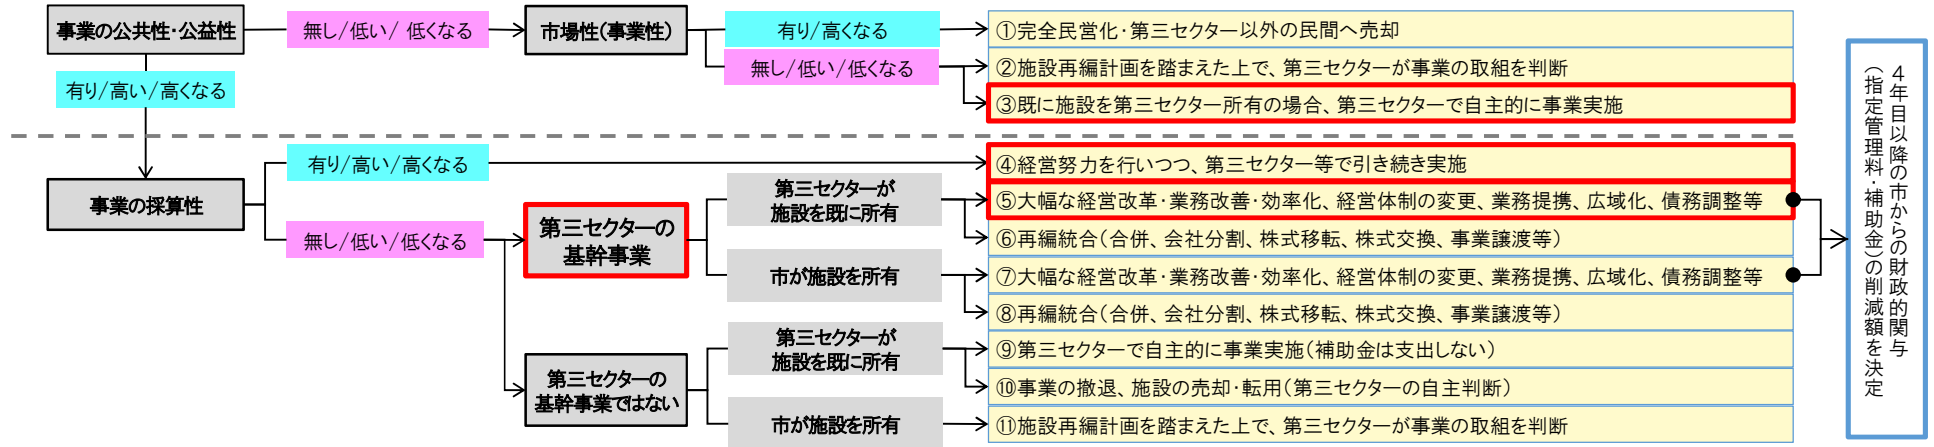 事業の公共性・公益性
無し/低い/ 低くなる
市場性(事業性)
有り/高くなる
①完全民営化・第三セクター以外の民間へ売却
無し/低い/低くなる
②施設再編計画を踏まえた上で、第三セクターが事業の取組を判断
有り/高い/高くなる
③既に施設を第三セクター所有の場合、第三セクターで自主的に事業実施
事業の採算性
有り/高い/高くなる
④経営努力を行いつつ、第三セクター等で引き続き実施
無し/低い/低くなる
第三セクターの
基幹事業
第三セクターが
施設を既に所有
⑤大幅な経営改革・業務改善・効率化、経営体制の変更、業務提携、広域化、債務調整等
⑥再編統合(合併、会社分割、株式移転、株式交換、事業譲渡等)
市が施設を所有
⑦大幅な経営改革・業務改善・効率化、経営体制の変更、業務提携、広域化、債務調整等
⑧再編統合(合併、会社分割、株式移転、株式交換、事業譲渡等)
第三セクターの
基幹事業ではない
第三セクターが
施設を既に所有
⑨第三セクターで自主的に事業実施(補助金は支出しない)
⑩事業の撤退、施設の売却・転用(第三セクターの自主判断)
市が施設を所有
⑪施設再編計画を踏まえた上で、第三セクターが事業の取組を判断
4年目以降の市からの財政的関与
(指定管理料・補助金)の削減額を決定